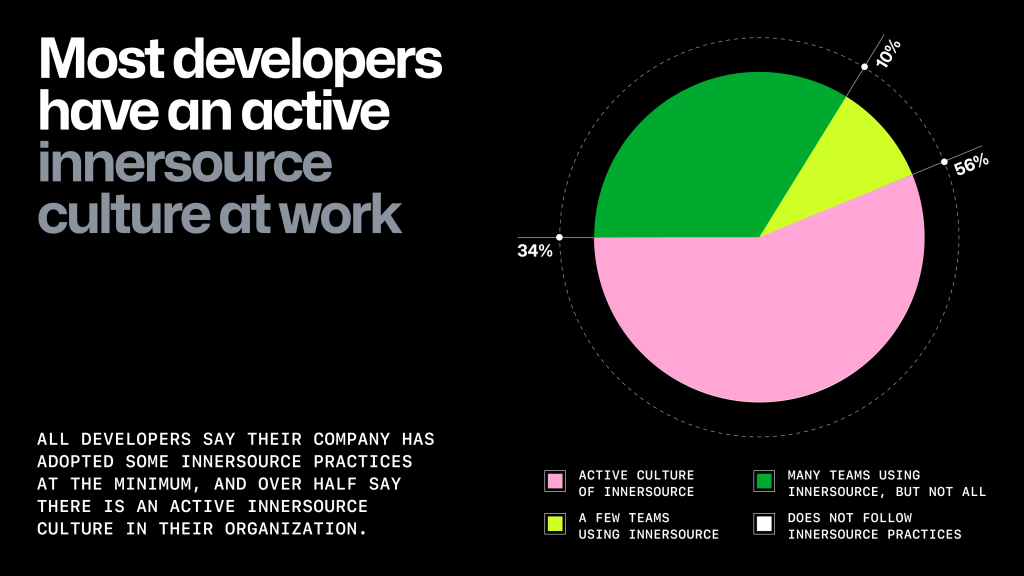 Most developers
have an active
innersource
culture at work
ALL DEVELOPERS SAY THEIR COMPANY HAS
ADOPTED SOME INNERSOURCE PRACTICES
AT THE MINIMUM, AND OVER HALF SAY
THERE IS AN ACTIVE INNERSOURCE
CULTURE IN THEIR ORGANIZATION.
10%
56%
34%
ACTIVE CULTURE
OF INNERSOURCE
MANY TEAMS USING
INNERSOURCE, BUT NOT ALL
A FEW TEAMS
USING INNERSOURCE
DOES NOT FOLLOW
INNERSOURCE PRACTICES